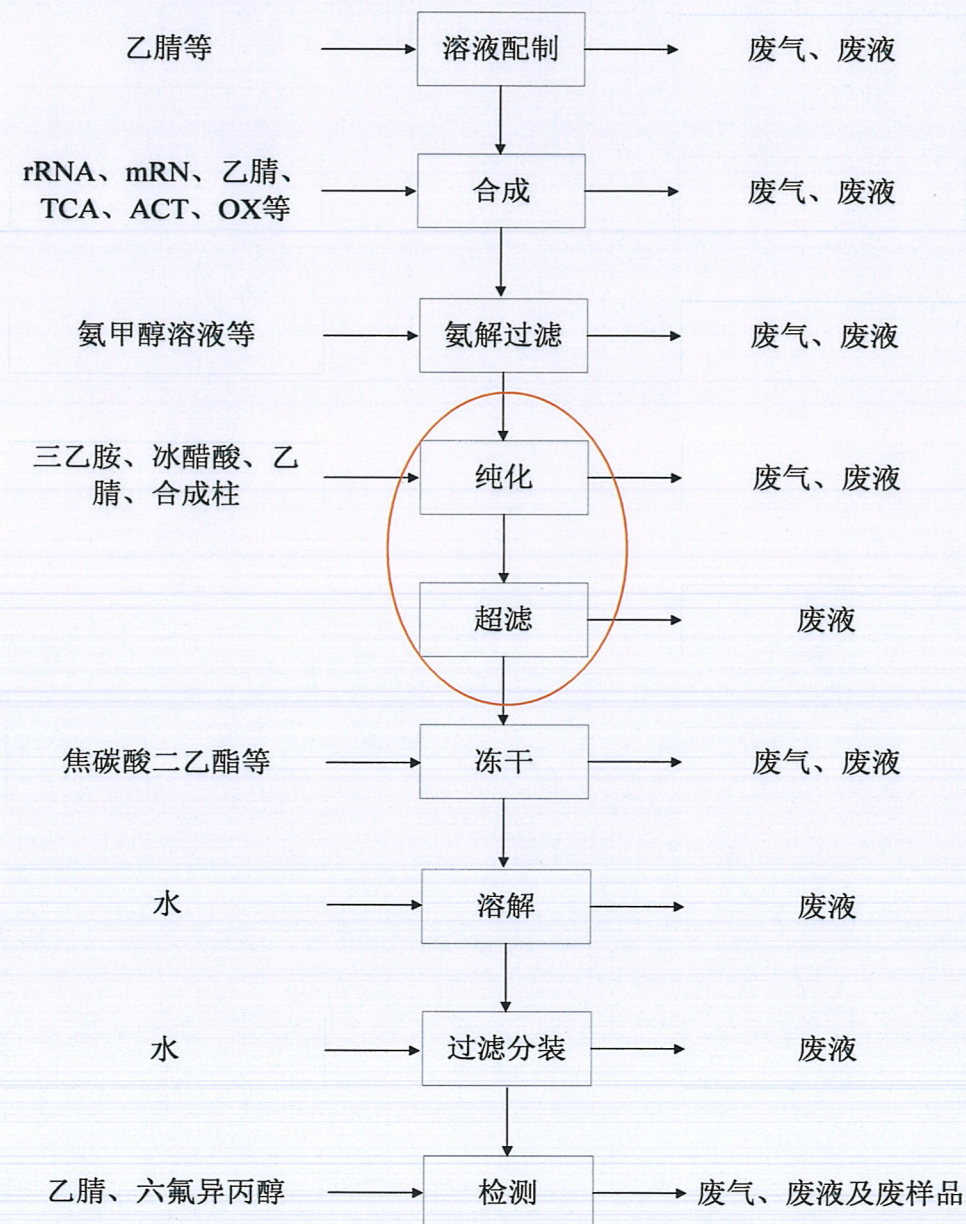 乙腈等 溶液配制 废气、废液
rRNA、mRN、乙腈、
TCA、ACT、OX等
合成 废气、废液
氨甲醇溶液等 氨解过滤 废气、废液
三乙胺、冰醋酸、乙
腈、合成柱
纯化 废气、废液
超滤 废液
焦碳酸二乙酯等 冻干 废气、废液
水 溶解 废液
水 过滤分装 废液
乙腈、六氟异丙醇 检测 废气、废液及废样品